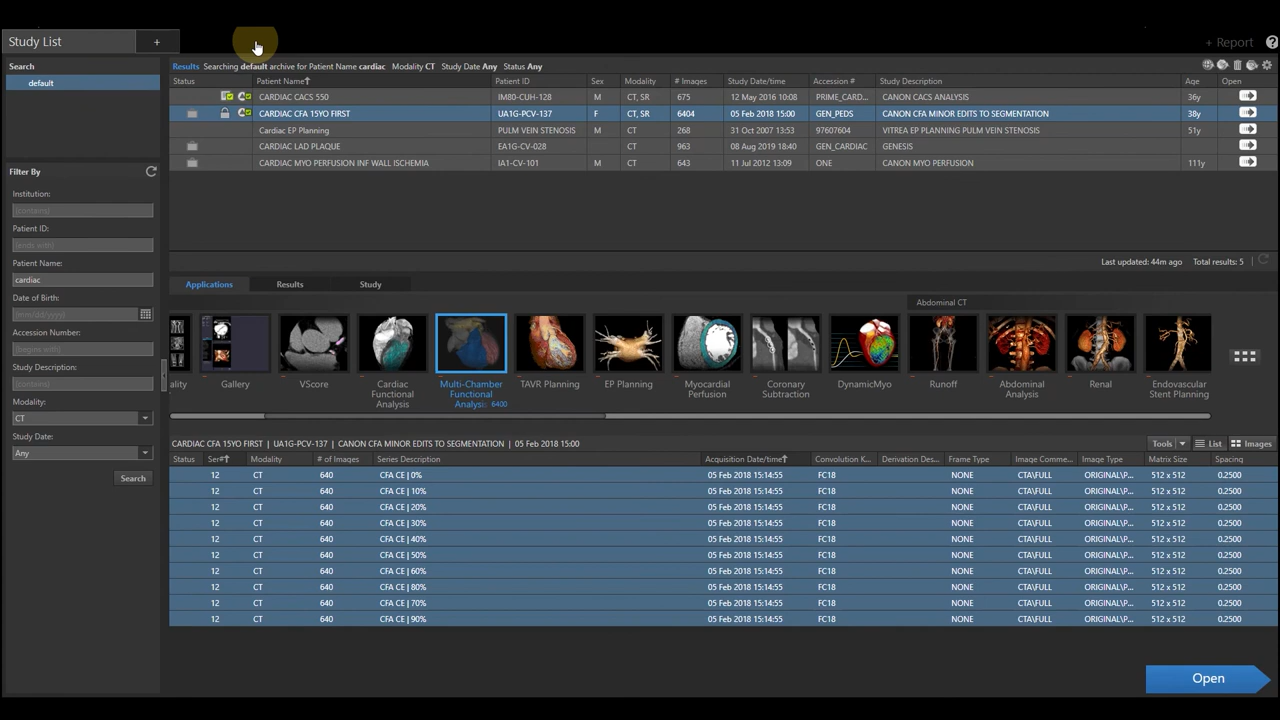 Study List
+
+ Report
Search
default
Results Searching default archive for Patient Name cardiac Modality CT Study Date Any Status Any
Status Patient Name Patient ID Sex Modality # Images Study Date/time Accession # Study Description Age Open
CARDIAC CACS 550 IM80-CUH-128 M CT, SR 675 12 May 2016 10:08 PRIME_CARD... CANON CACS ANALYSIS 36y
CARDIAC CFA 15YO FIRST UA1G-PCV-137 F CT, SR 6404 05 Feb 2018 15:00 GEN_PEDS CANON CFA MINOR EDITS TO SEGMENTATION 38y
Cardiac EP Planning PULM VEIN STENOSIS M CT 268 31 Oct 2007 13:53 97607604 VITREA EP PLANNING PULM VEIN STENOSIS 51y
CARDIAC LAD PLAQUE EA1G-CV-028 CT 963 08 Aug 2019 18:40 GEN_CARDIAC GENESIS
CARDIAC MYO PERFUSION INF WALL ISCHEMIA IA1-CV-101 M CT 643 11 Jul 2012 13:09 ONE CANON MYO PERFUSION 111y
Last updated: 44m ago Total results: 5
Filter By
Institution:
(contains)
Patient ID:
(ends with)
Patient Name:
cardiac
Date of Birth:
(mm/dd/yyyy)
Accession Number:
(begins with)
Study Description:
(contains)
Modality:
CT
Study Date:
Any
Search
Applications Results Study
Abdominal CT
ality
Gallery
VScore
Cardiac
Functional
Analysis
Multi-Chamber
Functional
Analysis 6400
TAVR Planning
EP Planning
Myocardial
Perfusion
Coronary
Subtraction
DynamicMyo
Runoff
Abdominal
Analysis
Renal
Endovascular
Stent Planning
CARDIAC CFA 15YO FIRST | UA1G-PCV-137 | CANON CFA MINOR EDITS TO SEGMENTATION | 05 Feb 2018 15:00
Tools List Images
Status Ser# Modality # of Images Series Description Acquisition Date/time Convolution K... Derivation Des... Frame Type Image Comme... Image Type Matrix Size Spacing
12 CT 640 CFA CE | 0% 05 Feb 2018 15:14:55 FC18 NONE CTA\FULL ORIGINAL\P... 512 x 512 0.2500
12 CT 640 CFA CE | 10% 05 Feb 2018 15:14:55 FC18 NONE CTA\FULL ORIGINAL\P... 512 x 512 0.2500
12 CT 640 CFA CE | 20% 05 Feb 2018 15:14:55 FC18 NONE CTA\FULL ORIGINAL\P... 512 x 512 0.2500
12 CT 640 CFA CE | 30% 05 Feb 2018 15:14:55 FC18 NONE CTA\FULL ORIGINAL\P... 512 x 512 0.2500
12 CT 640 CFA CE | 40% 05 Feb 2018 15:14:55 FC18 NONE CTA\FULL ORIGINAL\P... 512 x 512 0.2500
12 CT 640 CFA CE | 50% 05 Feb 2018 15:14:55 FC18 NONE CTA\FULL ORIGINAL\P... 512 x 512 0.2500
12 CT 640 CFA CE | 60% 05 Feb 2018 15:14:55 FC18 NONE CTA\FULL ORIGINAL\P... 512 x 512 0.2500
12 CT 640 CFA CE | 80% 05 Feb 2018 15:14:55 FC18 NONE CTA\FULL ORIGINAL\P... 512 x 512 0.2500
12 CT 640 CFA CE | 70% 05 Feb 2018 15:14:55 FC18 NONE CTA\FULL ORIGINAL\P... 512 x 512 0.2500
12 CT 640 CFA CE | 90% 05 Feb 2018 15:14:55 FC18 NONE CTA\FULL ORIGINAL\P... 512 x 512 0.2500
Open